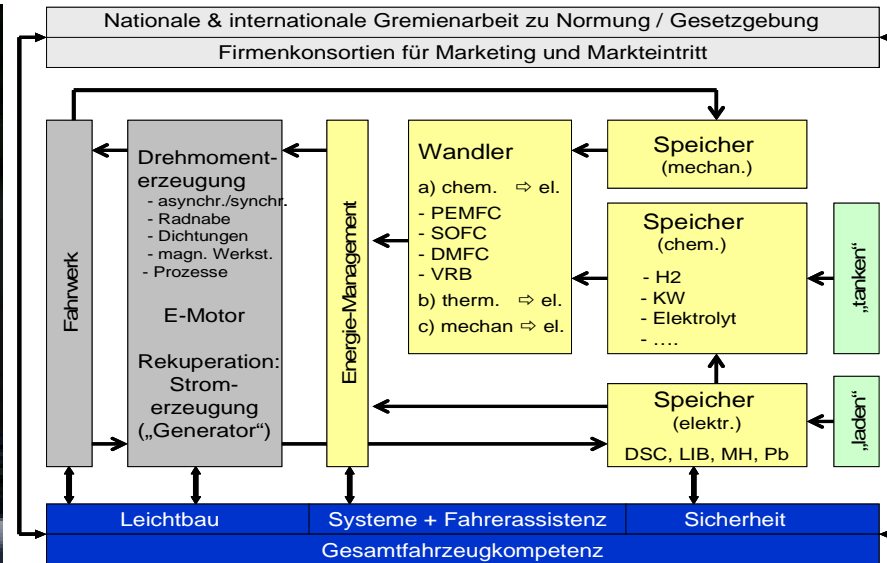 Nationale & internationale Gremienarbeit zu Normung / Gesetzgebung
Firmenkonsortien für Marketing und Markteintritt
Fahrwerk
Drehmoment-
erzeugung
- asynchr./synchr.
- Radnabe
- Dichtungen
- magn. Werkst.
- Prozesse
E-Motor
Rekuperation:
Strom-
erzeugung
(„Generator“)
Energie-Management
Wandler
a) chem. ⇨ el.
- PEMFC
- SOFC
- DMFC
- VRB
b) therm. ⇨ el.
c) mechan ⇨ el.
Speicher
(mechan.)
Speicher
(chem.)
- H2
- KW
- Elektrolyt
- ....
Speicher
(elektr.)
DSC, LIB, MH, Pb
„tanken“
„laden“
Leichtbau
Systeme + Fahrerassistenz
Sicherheit
Gesamtfahrzeugkompetenz